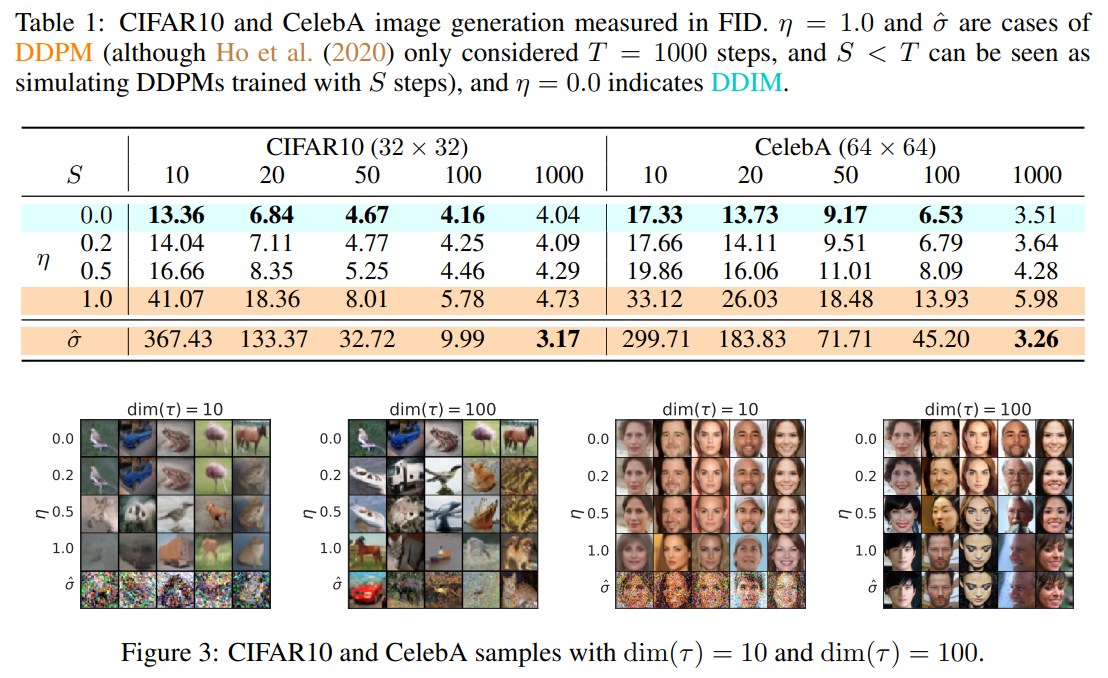 Table 1: CIFAR10 and CelebA image generation measured in FID. η = 1.0 and σ̂ are cases of
DDPM (although Ho et al. (2020) only considered T = 1000 steps, and S < T can be seen as
simulating DDPMs trained with S steps), and η = 0.0 indicates DDIM.
CIFAR10 (32 × 32) CelebA (64 × 64)
S 10 20 50 100 1000 10 20 50 100 1000
0.0 13.36 6.84 4.67 4.16 4.04 17.33 13.73 9.17 6.53 3.51
0.2 14.04 7.11 4.77 4.25 4.09 17.66 14.11 9.51 6.79 3.64
η
0.5 16.66 8.35 5.25 4.46 4.29 19.86 16.06 11.01 8.09 4.28
1.0 41.07 18.36 8.01 5.78 4.73 33.12 26.03 18.48 13.93 5.98
σ̂ 367.43 133.37 32.72 9.99 3.17 299.71 183.83 71.71 45.20 3.26
dim(τ) = 10 dim(τ) = 100 dim(τ) = 10 dim(τ) = 100
0.0 0.0 0.0 0.0
0.2 0.2 0.2 0.2
η 0.5 η 0.5 η 0.5 η 0.5
1.0 1.0 1.0 1.0
σ̂ σ̂ σ̂ σ̂
Figure 3: CIFAR10 and CelebA samples with dim(τ) = 10 and dim(τ) = 100.